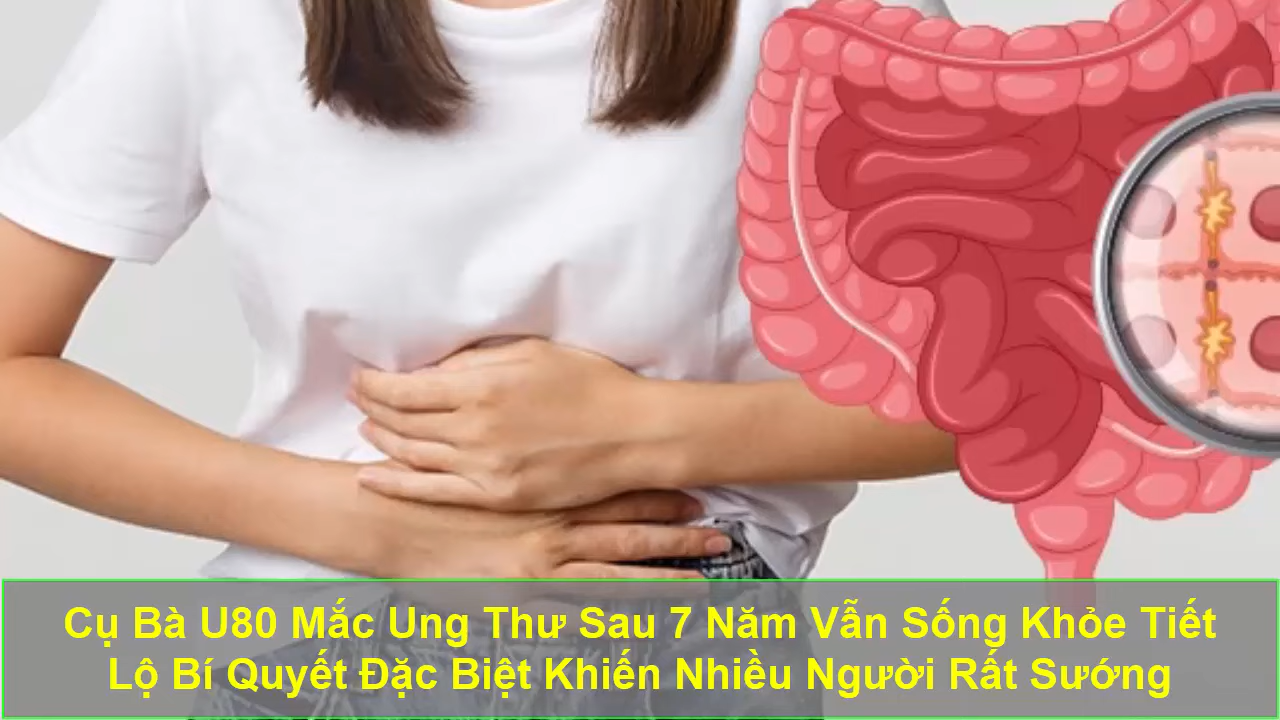 Cụ Bà U80 Mắc Ung Thư Sau 7 Năm Vẫn Sống Khỏe Tiết
Lộ Bí Quyết Đặc Biệt Khiến Nhiều Người Rất Sướng